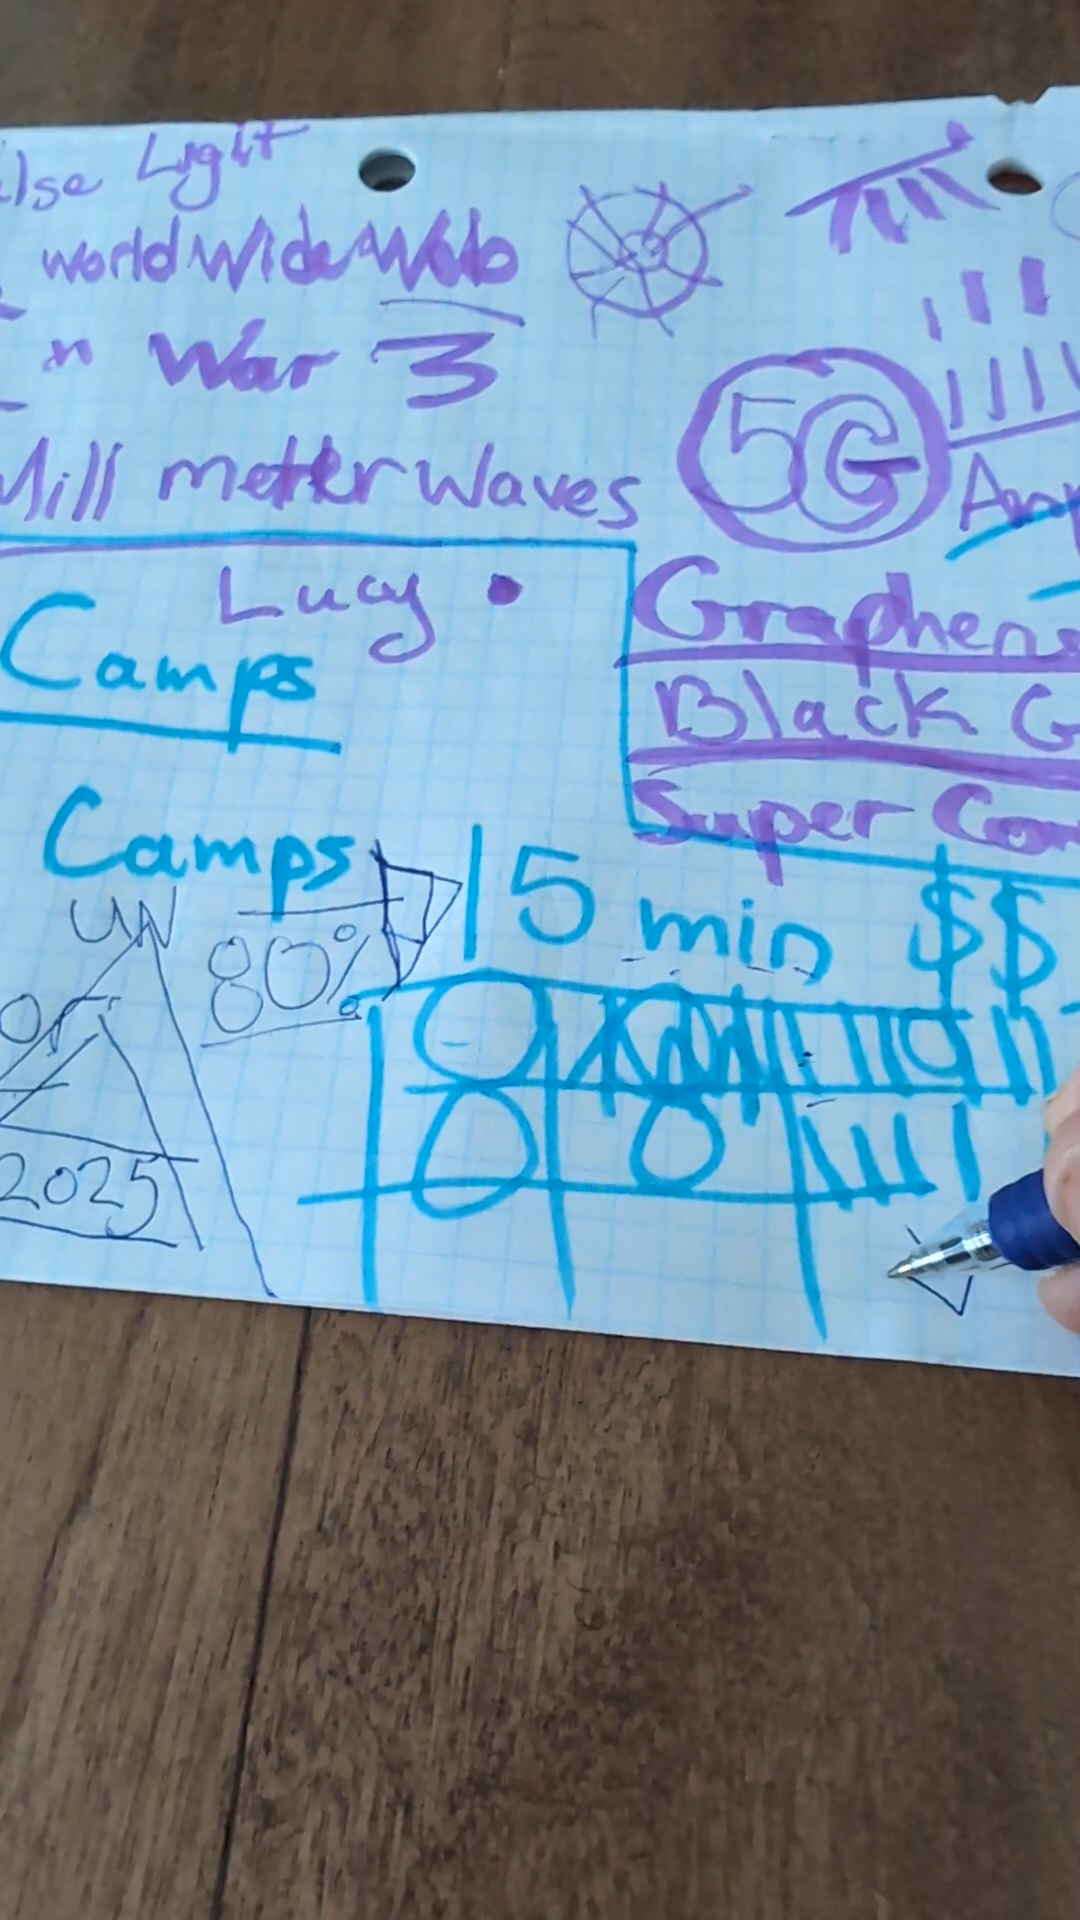 Light
world Wide Web
" War 3
5G
Mill meter waves
Lucy
Camps
Graphene
Black G
Super Con
Camps
15 min $$
UN
80%
2025